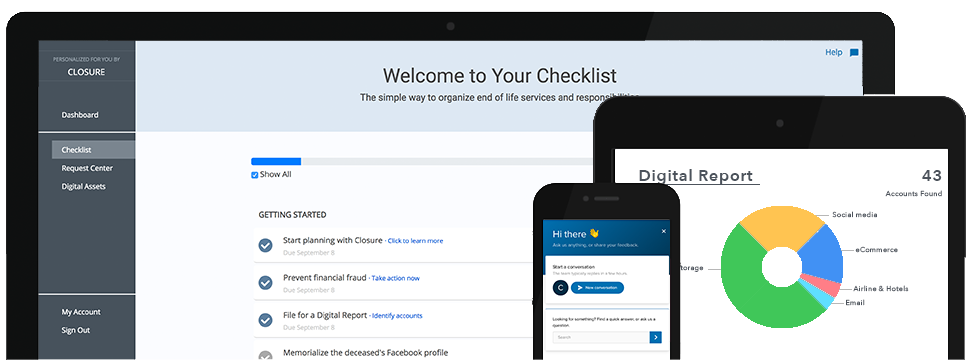 PERSONALIZED FOR YOU BY
CLOSURE
Dashboard
Checklist
Request Center
Digital Assets
My Account
Sign Out
Help
Welcome to Your Checklist
The simple way to organize end of life services and responsibilities
Show All
GETTING STARTED
Start planning with Closure · Click to learn more
Due September 8
Prevent financial fraud · Take action now
Due September 8
File for a Digital Report · Identify accounts
Due September 8
Memorialize the deceased's Facebook profile
Hi there 👋
Ask us anything, or share your feedback.
Start a conversation
The team typically replies in a few hours.
C
New conversation
Looking for something? Find a quick answer, or ask us a
question.
Search
Digital Report
43
Accounts Found
Social media
eCommerce
Airline & Hotels
Email
torage